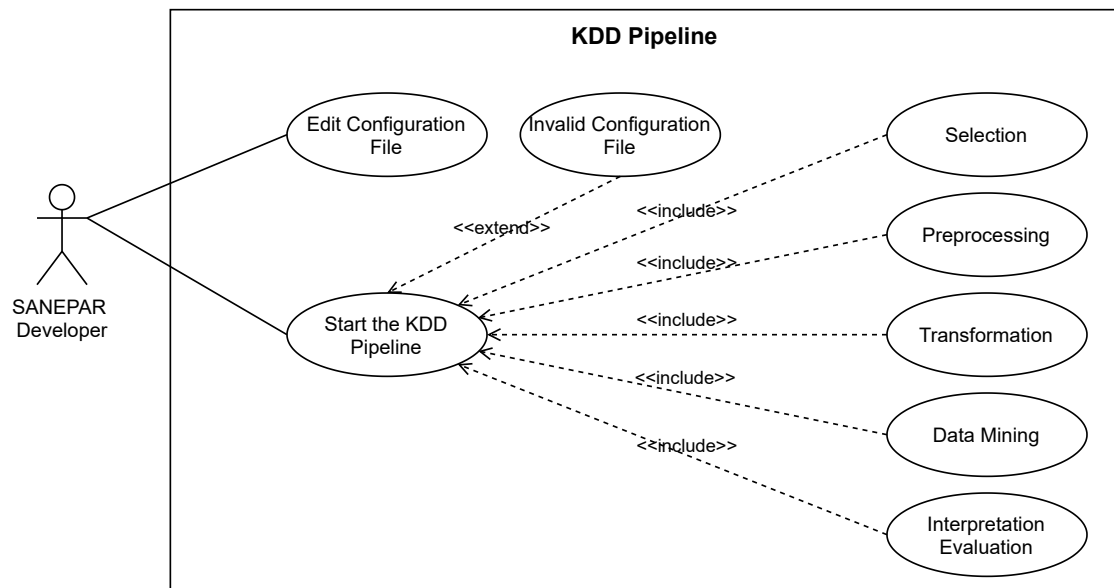 KDD Pipeline
Edit Configuration
File
Invalid Configuration
File
Selection
<<include>>
<<extend>>
Preprocessing
<<include>>
SANEPAR
Developer
Start the KDD
Pipeline
<<include>>
Transformation
<<include>>
Data Mining
<<include>>
Interpretation
Evaluation